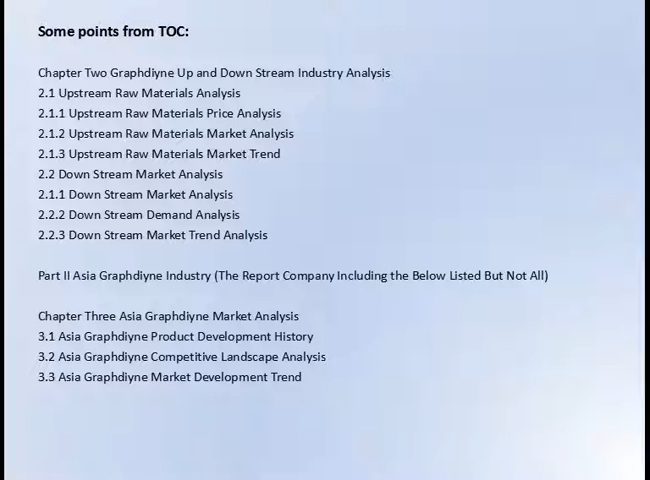 Some points from TOC:
Chapter Two Graphdiyne Up and Down Stream Industry Analysis
2.1 Upstream Raw Materials Analysis
2.1.1 Upstream Raw Materials Price Analysis
2.1.2 Upstream Raw Materials Market Analysis
2.1.3 Upstream Raw Materials Market Trend
2.2 Down Stream Market Analysis
2.1.1 Down Stream Market Analysis
2.2.2 Down Stream Demand Analysis
2.2.3 Down Stream Market Trend Analysis
Part II Asia Graphdiyne Industry (The Report Company Including the Below Listed But Not All)
Chapter Three Asia Graphdiyne Market Analysis
3.1 Asia Graphdiyne Product Development History
3.2 Asia Graphdiyne Competitive Landscape Analysis
3.3 Asia Graphdiyne Market Development Trend